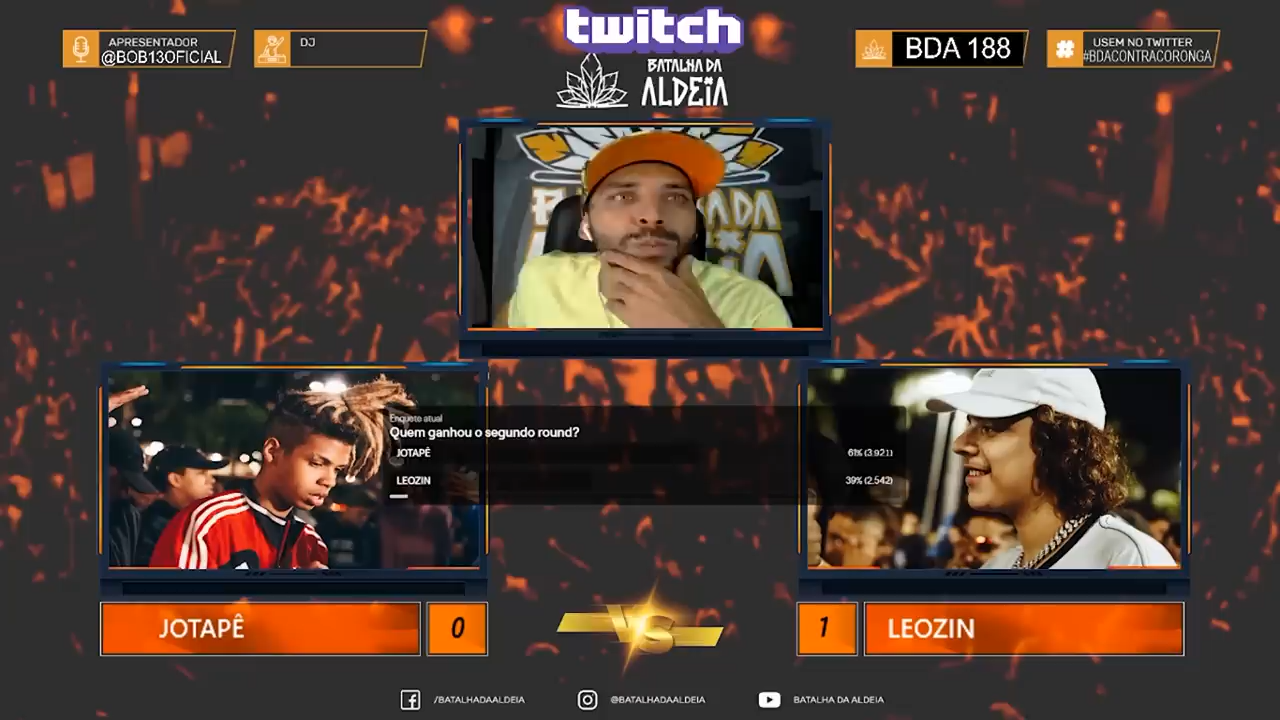 twitch
BATALHA DA
ALDEIA
APRESENTADOR
@BOB13OFICIAL
DJ
BDA 188
#
USEM NO TWITTER
#BDACONTRACORONGA
Enquete atual
Quem ganhou o segundo round?
JOTAPÊ
61% (3.921)
LEOZIN
39% (2.542)
JOTAPÊ
0
VS
1
LEOZIN
/BATALHADAALDEIA
@BATALHADAALDEIA
BATALHA DA ALDEIA